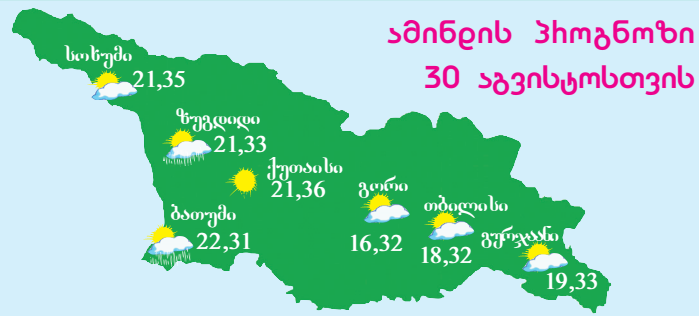 ამინდის პროგნოზი
30 აგვისტოსთვის
სოხუმი
21,35
ზუგდიდი
21,33
ქუთაისი
21,36
გორი
16,32
თბილისი
18,32
ბათუმი
22,31
გურჯაანი
19,33